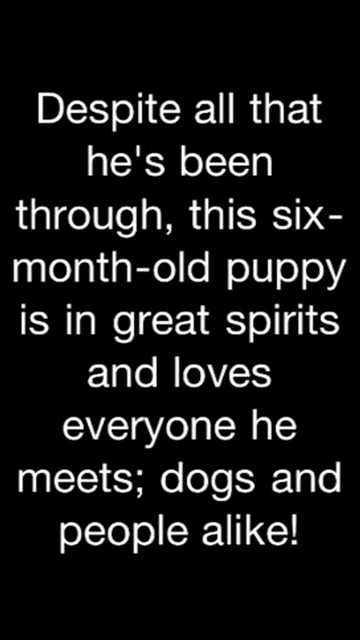 Despite all that
he's been
through, this six-
month-old puppy
is in great spirits
and loves
everyone he
meets; dogs and
people alike!